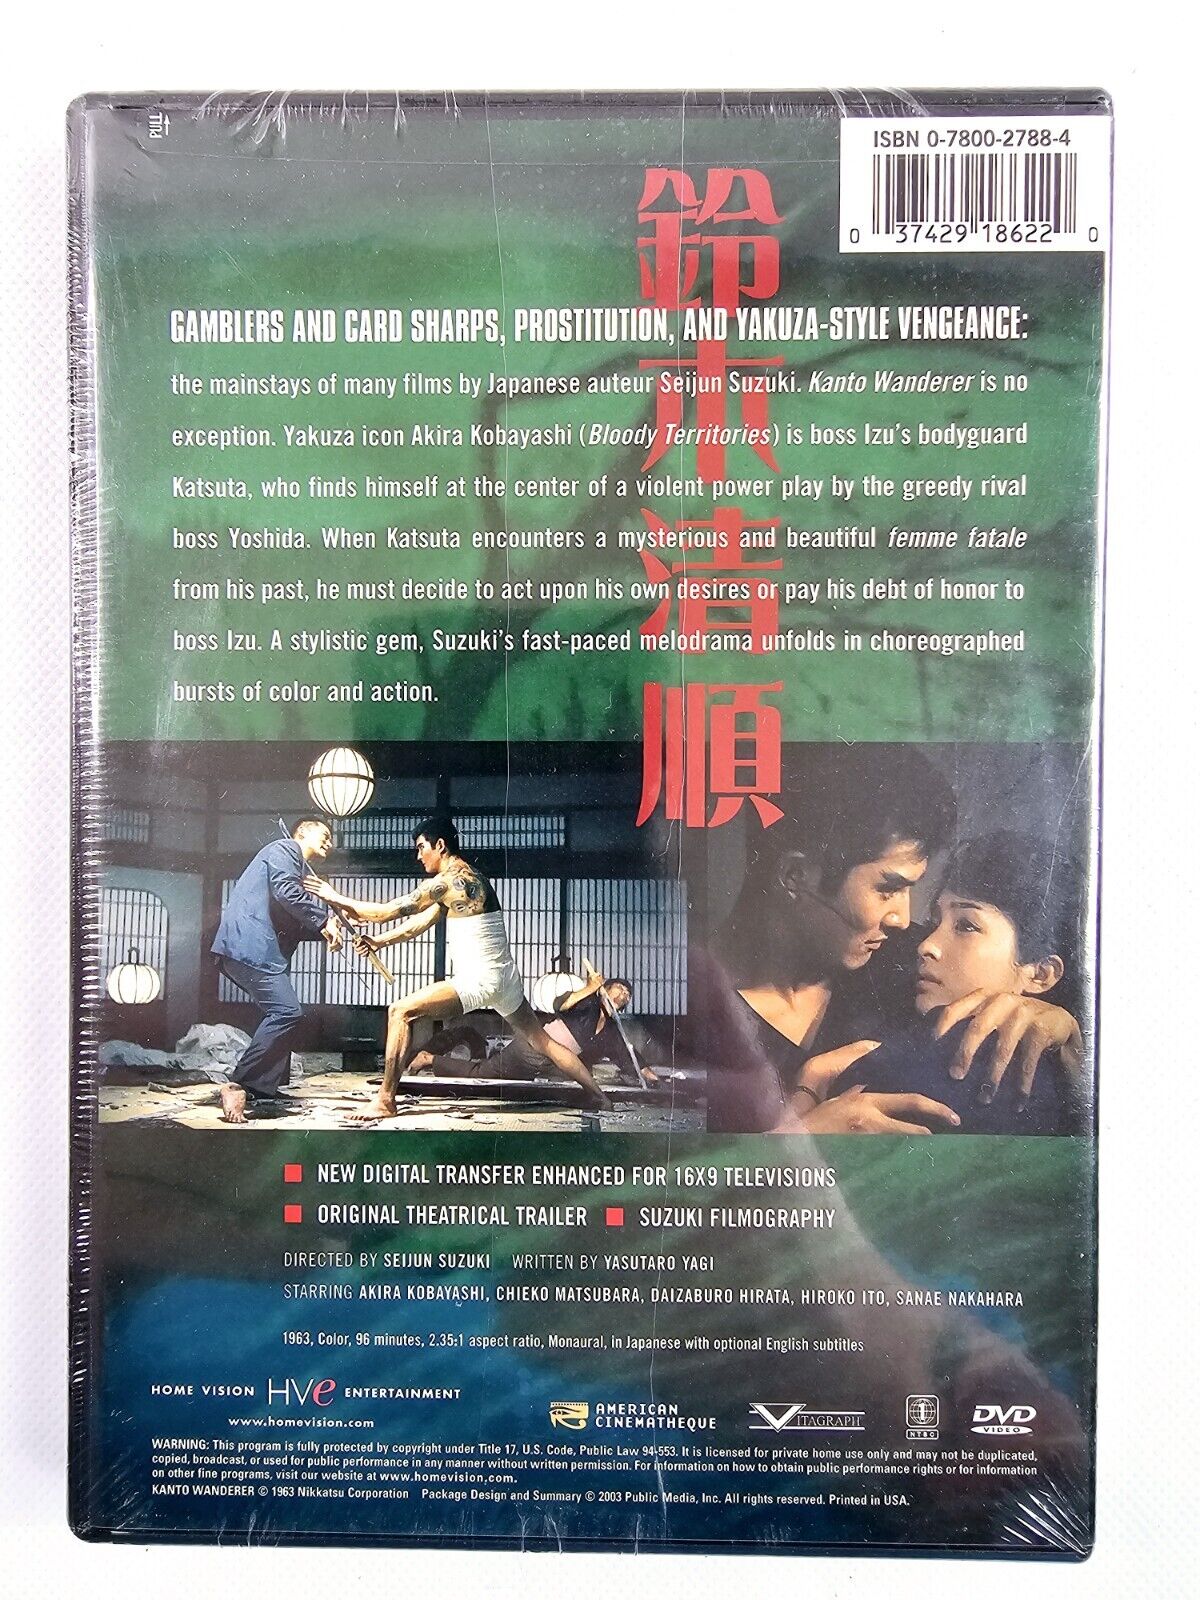 PULL
ISBN 0-7800-2788-4
0 37429 18622 0
鈴木清順
GAMBLERS AND CARD SHARPS, PROSTITUTION, AND YAKUZA-STYLE VENGEANCE:
the mainstays of many films by Japanese auteur Seijun Suzuki. Kanto Wanderer is no
exception. Yakuza icon Akira Kobayashi (Bloody Territories) is boss Izu's bodyguard
Katsuta, who finds himself at the center of a violent power play by the greedy rival
boss Yoshida. When Katsuta encounters a mysterious and beautiful femme fatale
from his past, he must decide to act upon his own desires or pay his debt of honor to
boss Izu. A stylistic gem, Suzuki's fast-paced melodrama unfolds in choreographed
bursts of color and action.
NEW DIGITAL TRANSFER ENHANCED FOR 16X9 TELEVISIONS
ORIGINAL THEATRICAL TRAILER ■ SUZUKI FILMOGRAPHY
DIRECTED BY SEIJUN SUZUKI WRITTEN BY YASUTARO YAGI
STARRING AKIRA KOBAYASHI, CHIEKO MATSUBARA, DAIZABURO HIRATA, HIROKO ITO, SANAE NAKAHARA
1963, Color, 96 minutes, 2.35:1 aspect ratio, Monaural, in Japanese with optional English subtitles
HOME VISION HVe ENTERTAINMENT
www.homevision.com
AMERICAN
CINEMATHEQUE
VITAGRAPH
1
NTSC
DVD
VIDEO
WARNING: This program is fully protected by copyright under Title 17, U.S. Code, Public Law 94-553. It is licensed for private home use only and may not be duplicated,
copied, broadcast, or used for public performance in any manner without written permission. For information on how to obtain public performance rights or for information
on other fine programs, visit our website at www.homevision.com.
KANTO WANDERER © 1963 Nikkatsu Corporation Package Design and Summary © 2003 Public Media, Inc. All rights reserved. Printed in USA.